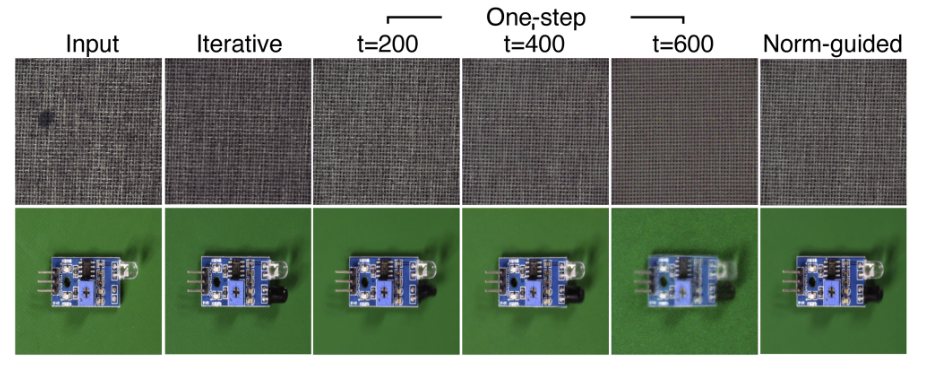 One-step
Input Iterative t=200 t=400 t=600 Norm-guided